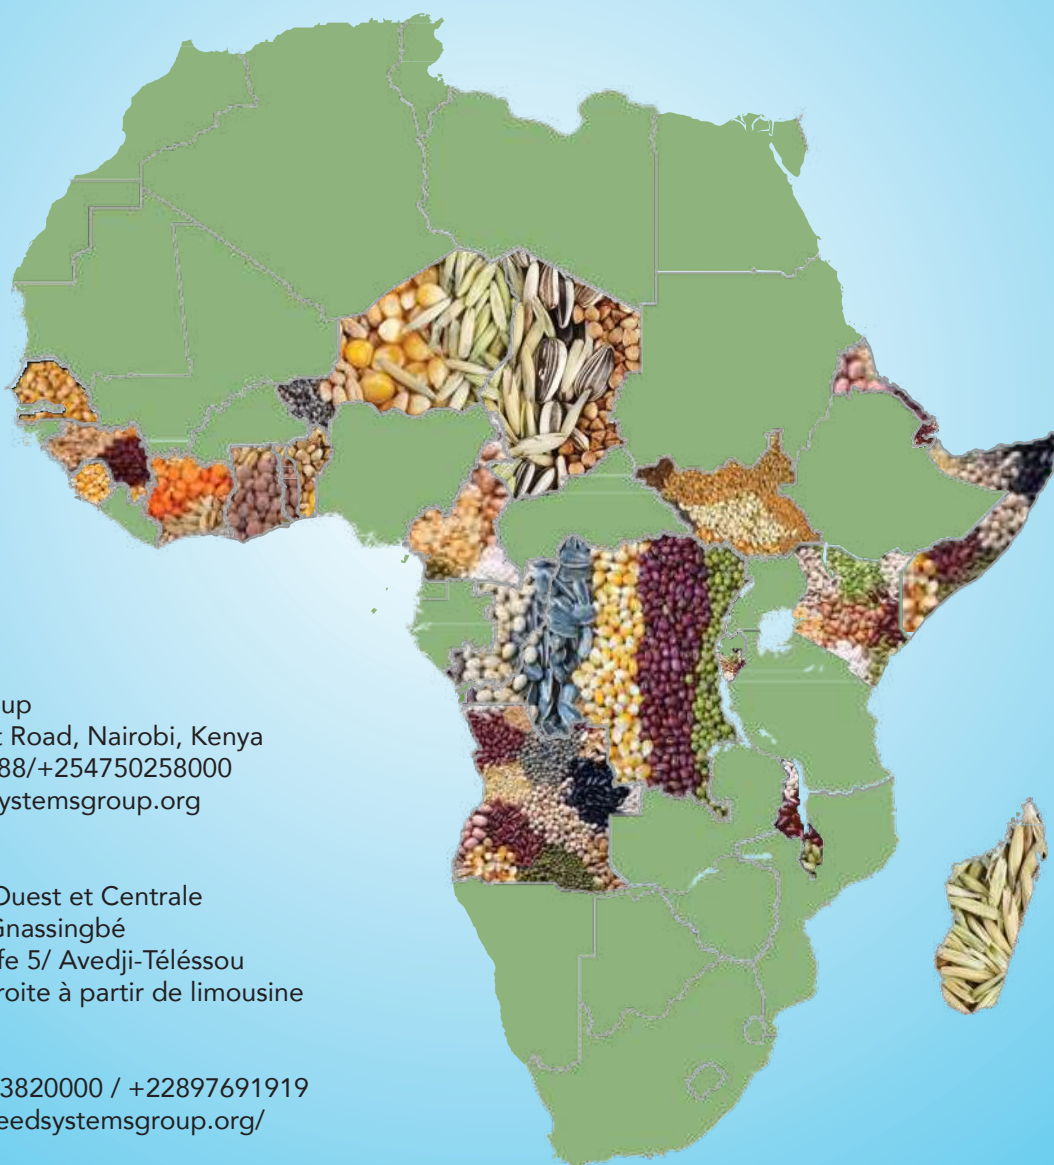 up
t Road, Nairobi, Kenya
88/+254750258000
ystemsgroup.org
Ouest et Centrale
Gnassingbé
fe 5/ Avedji-Téléssou
roite à partir de limousine
3820000 / +22897691919
eedsystemsgroup.org/